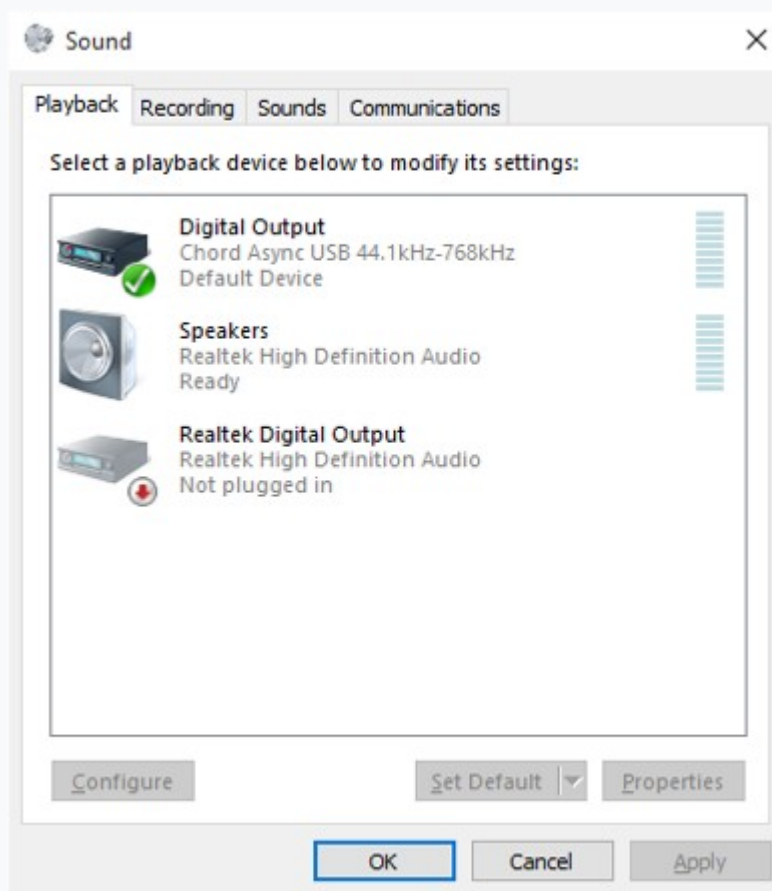 Sound
Playback Recording Sounds Communications
Select a playback device below to modify its settings:
Digital Output
Chord Async USB 44.1kHz-768kHz
Default Device
Speakers
Realtek High Definition Audio
Ready
Realtek Digital Output
Realtek High Definition Audio
Not plugged in
Configure Set Default Properties
OK Cancel Apply